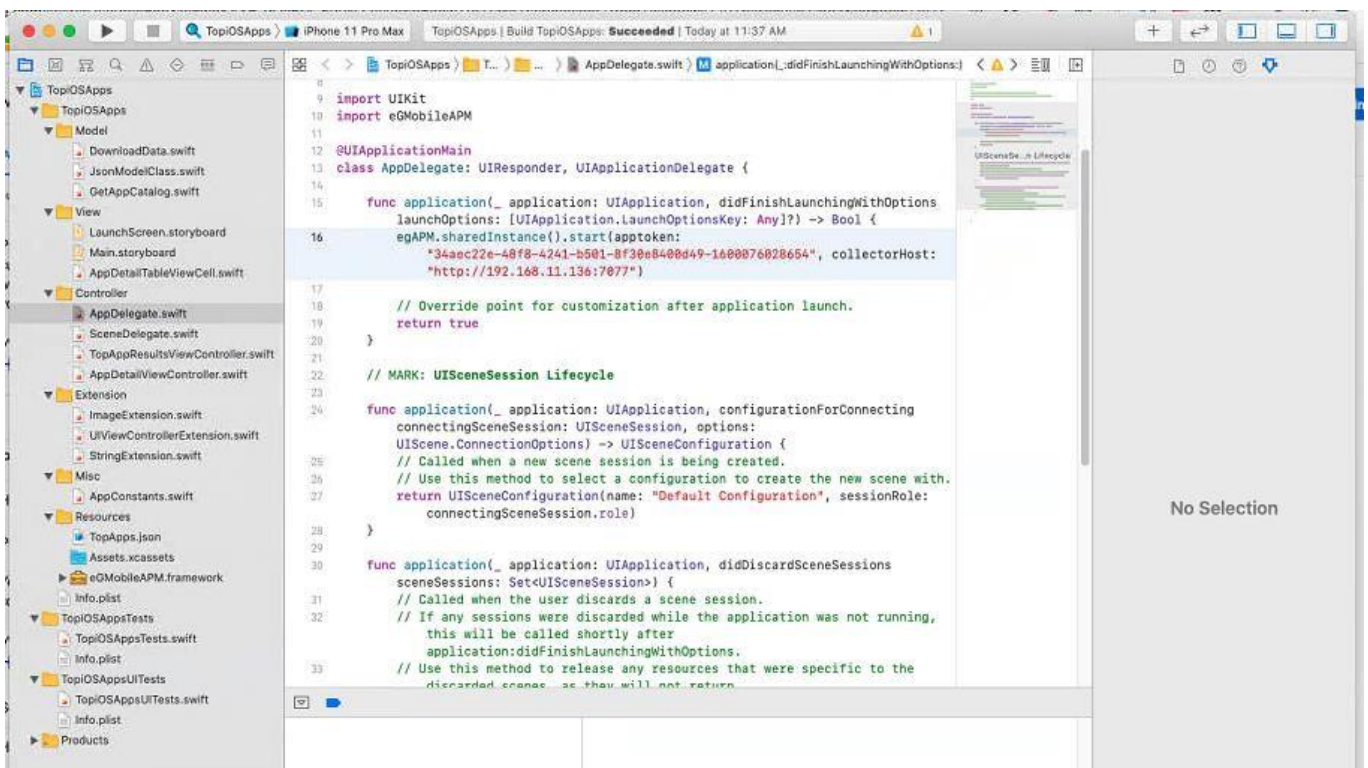 TopiOSApps
iPhone 11 Pro Max
TopiOSApps | Build TopiOSApps: Succeeded | Today at 11:37 AM
1
TopiOSApps
T...
...
AppDelegate.swift
M
application(_:didFinishLaunchingWithOptions:)
TopiOSApps
TopiOSApps
Model
DownloadData.swift
JsonModelClass.swift
GetAppCatalog.swift
View
LaunchScreen.storyboard
Main.storyboard
AppDetailTableViewCell.swift
Controller
AppDelegate.swift
SceneDelegate.swift
TopAppResultsViewController.swift
AppDetailViewController.swift
Extension
ImageExtension.swift
UIViewControllerExtension.swift
StringExtension.swift
Misc
AppConstants.swift
Resources
TopApps.json
Assets.xcassets
eGMobileAPM.framework
Info.plist
TopiOSAppsTests
TopiOSAppsTests.swift
Info.plist
TopiOSAppsUITests
TopiOSAppsUITests.swift
Info.plist
Products
8
9 import UIKit
10 import eGMobileAPM
11
12 @UIApplicationMain
13 class AppDelegate: UIResponder, UIApplicationDelegate {
14
15 func application(_ application: UIApplication, didFinishLaunchingWithOptions
launchOptions: [UIApplication.LaunchOptionsKey: Any]?) -> Bool {
16 egAPM.sharedInstance().start(apptoken:
"34aec22e-48f8-4241-b501-8f30e8400d49-1600076028654", collectorHost:
"http://192.168.11.136:7077")
17
18 // Override point for customization after application launch.
19 return true
20 }
21
22 // MARK: UISceneSession Lifecycle
23
24 func application(_ application: UIApplication, configurationForConnecting
connectingSceneSession: UISceneSession, options:
UIScene.ConnectionOptions) -> UISceneConfiguration {
25 // Called when a new scene session is being created.
26 // Use this method to select a configuration to create the new scene with.
27 return UISceneConfiguration(name: "Default Configuration", sessionRole:
connectingSceneSession.role)
28 }
29
30 func application(_ application: UIApplication, didDiscardSceneSessions
sceneSessions: Set<UISceneSession>) {
31 // Called when the user discards a scene session.
32 // If any sessions were discarded while the application was not running,
this will be called shortly after
application:didFinishLaunchingWithOptions.
33 // Use this method to release any resources that were specific to the
discarded scenes, as they will not return.
UISceneSe...n Lifecycle
No Selection